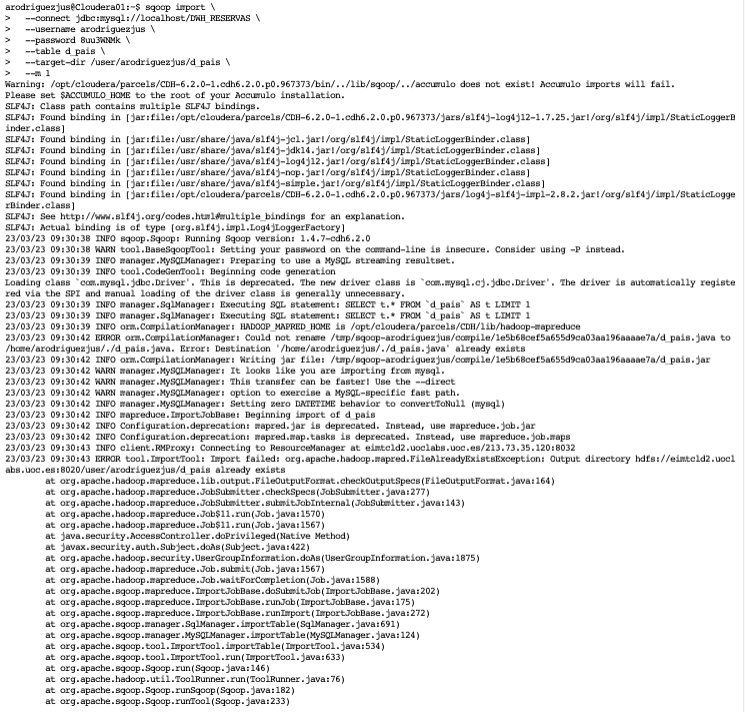 arodriguezjus@Cloudera01:~$ sqoop import \
>   --connect jdbc:mysql://localhost/DWH_RESERVAS \
>   --username arodriguezjus \
>   --password 8uu3WNMk \
>   --table d_pais \
>   --target-dir /user/arodriguezjus/d_pais \
>   --m 1
Warning: /opt/cloudera/parcels/CDH-6.2.0-1.cdh6.2.0.p0.967373/bin/../lib/sqoop/../accumulo does not exist! Accumulo imports will fail.
Please set $ACCUMULO_HOME to the root of your Accumulo installation.
SLF4J: Class path contains multiple SLF4J bindings.
SLF4J: Found binding in [jar:file:/opt/cloudera/parcels/CDH-6.2.0-1.cdh6.2.0.p0.967373/jars/slf4j-log4j12-1.7.25.jar!/org/slf4j/impl/StaticLoggerB
inder.class]
SLF4J: Found binding in [jar:file:/usr/share/java/slf4j-jcl.jar!/org/slf4j/impl/StaticLoggerBinder.class]
SLF4J: Found binding in [jar:file:/usr/share/java/slf4j-jdk14.jar!/org/slf4j/impl/StaticLoggerBinder.class]
SLF4J: Found binding in [jar:file:/usr/share/java/slf4j-log4j12.jar!/org/slf4j/impl/StaticLoggerBinder.class]
SLF4J: Found binding in [jar:file:/usr/share/java/slf4j-nop.jar!/org/slf4j/impl/StaticLoggerBinder.class]
SLF4J: Found binding in [jar:file:/usr/share/java/slf4j-simple.jar!/org/slf4j/impl/StaticLoggerBinder.class]
SLF4J: Found binding in [jar:file:/opt/cloudera/parcels/CDH-6.2.0-1.cdh6.2.0.p0.967373/jars/log4j-slf4j-impl-2.8.2.jar!/org/slf4j/impl/StaticLogge
rBinder.class]
SLF4J: See http://www.slf4j.org/codes.html#multiple_bindings for an explanation.
SLF4J: Actual binding is of type [org.slf4j.impl.Log4jLoggerFactory]
23/03/23 09:30:38 INFO sqoop.Sqoop: Running Sqoop version: 1.4.7-cdh6.2.0
23/03/23 09:30:38 WARN tool.BaseSqoopTool: Setting your password on the command-line is insecure. Consider using -P instead.
23/03/23 09:30:39 INFO manager.MySQLManager: Preparing to use a MySQL streaming resultset.
23/03/23 09:30:39 INFO tool.CodeGenTool: Beginning code generation
Loading class `com.mysql.jdbc.Driver'. This is deprecated. The new driver class is `com.mysql.cj.jdbc.Driver'. The driver is automatically registe
red via the SPI and manual loading of the driver class is generally unnecessary.
23/03/23 09:30:39 INFO manager.SqlManager: Executing SQL statement: SELECT t.* FROM `d_pais` AS t LIMIT 1
23/03/23 09:30:39 INFO manager.SqlManager: Executing SQL statement: SELECT t.* FROM `d_pais` AS t LIMIT 1
23/03/23 09:30:39 INFO orm.CompilationManager: HADOOP_MAPRED_HOME is /opt/cloudera/parcels/CDH/lib/hadoop-mapreduce
23/03/23 09:30:42 ERROR orm.CompilationManager: Could not rename /tmp/sqoop-arodriguezjus/compile/1e5b68cef5a655d9ca03aa196aaaae7a/d_pais.java to
/home/arodriguezjus/./d_pais.java. Error: Destination '/home/arodriguezjus/./d_pais.java' already exists
23/03/23 09:30:42 INFO orm.CompilationManager: Writing jar file: /tmp/sqoop-arodriguezjus/compile/1e5b68cef5a655d9ca03aa196aaaae7a/d_pais.jar
23/03/23 09:30:42 WARN manager.MySQLManager: It looks like you are importing from mysql.
23/03/23 09:30:42 WARN manager.MySQLManager: This transfer can be faster! Use the --direct
23/03/23 09:30:42 WARN manager.MySQLManager: option to exercise a MySQL-specific fast path.
23/03/23 09:30:42 INFO manager.MySQLManager: Setting zero DATETIME behavior to convertToNull (mysql)
23/03/23 09:30:42 INFO mapreduce.ImportJobBase: Beginning import of d_pais
23/03/23 09:30:42 INFO Configuration.deprecation: mapred.jar is deprecated. Instead, use mapreduce.job.jar
23/03/23 09:30:42 INFO Configuration.deprecation: mapred.map.tasks is deprecated. Instead, use mapreduce.job.maps
23/03/23 09:30:43 INFO client.RMProxy: Connecting to ResourceManager at eimtcld2.uoclabs.uoc.es/213.73.35.120:8032
23/03/23 09:30:43 ERROR tool.ImportTool: Import failed: org.apache.hadoop.mapred.FileAlreadyExistsException: Output directory hdfs://eimtcld2.uocl
abs.uoc.es:8020/user/arodriguezjus/d_pais already exists
        at org.apache.hadoop.mapreduce.lib.output.FileOutputFormat.checkOutputSpecs(FileOutputFormat.java:164)
        at org.apache.hadoop.mapreduce.JobSubmitter.checkSpecs(JobSubmitter.java:277)
        at org.apache.hadoop.mapreduce.JobSubmitter.submitJobInternal(JobSubmitter.java:143)
        at org.apache.hadoop.mapreduce.Job$11.run(Job.java:1570)
        at org.apache.hadoop.mapreduce.Job$11.run(Job.java:1567)
        at java.security.AccessController.doPrivileged(Native Method)
        at javax.security.auth.Subject.doAs(Subject.java:422)
        at org.apache.hadoop.security.UserGroupInformation.doAs(UserGroupInformation.java:1875)
        at org.apache.hadoop.mapreduce.Job.submit(Job.java:1567)
        at org.apache.hadoop.mapreduce.Job.waitForCompletion(Job.java:1588)
        at org.apache.sqoop.mapreduce.ImportJobBase.doSubmitJob(ImportJobBase.java:202)
        at org.apache.sqoop.mapreduce.ImportJobBase.runJob(ImportJobBase.java:175)
        at org.apache.sqoop.mapreduce.ImportJobBase.runImport(ImportJobBase.java:272)
        at org.apache.sqoop.manager.SqlManager.importTable(SqlManager.java:691)
        at org.apache.sqoop.manager.MySQLManager.importTable(MySQLManager.java:124)
        at org.apache.sqoop.tool.ImportTool.importTable(ImportTool.java:534)
        at org.apache.sqoop.tool.ImportTool.run(ImportTool.java:633)
        at org.apache.sqoop.Sqoop.run(Sqoop.java:146)
        at org.apache.hadoop.util.ToolRunner.run(ToolRunner.java:76)
        at org.apache.sqoop.Sqoop.runSqoop(Sqoop.java:182)
        at org.apache.sqoop.Sqoop.runTool(Sqoop.java:233)